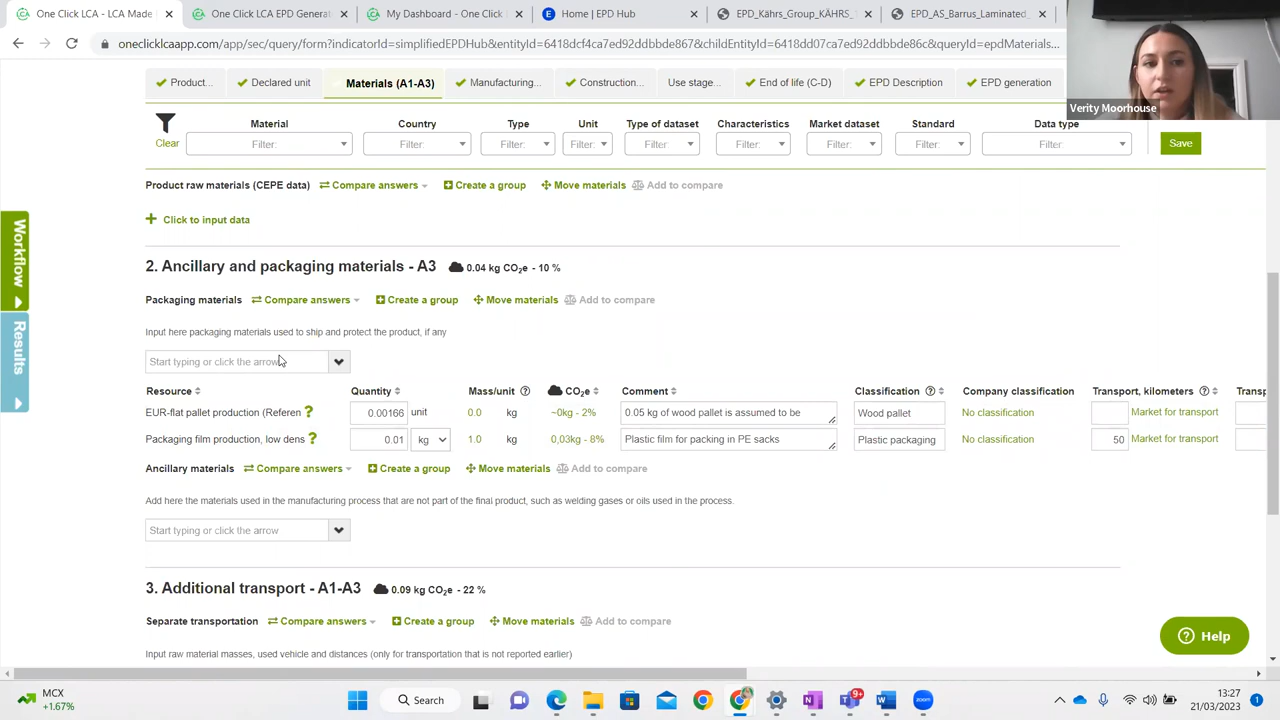 One Click LCA - LCA Made
One Click LCA EPD Generat
My Dashboard - One Click
Home | EPD Hub
EPD_Kährs_Group_KÄHRS_
EPD_AS_Barrus_Laminated_
oneclicklcaapp.com/app/sec/query/form?indicatorId=simplifiedEPDHub&entityId=6418dcf4ca7ed92ddbbde867&childEntityId=6418dd07ca7ed92ddbbde86c&queryId=epdMaterials...
Verity Moorhouse
Product... Declared unit Materials (A1-A3) Manufacturing... Construction... Use stage... End of life (C-D) EPD Description EPD generation
Material Country Type Unit Type of dataset Characteristics Market dataset Standard Data type
Clear Filter: Filter: Filter: Filter: Filter: Filter: Filter: Filter: Filter: Save
Product raw materials (CEPE data) Compare answers Create a group Move materials Add to compare
Click to input data
Workflow
2. Ancillary and packaging materials - A3 0.04 kg CO₂e - 10 %
Packaging materials Compare answers Create a group Move materials Add to compare
Input here packaging materials used to ship and protect the product, if any
Results
Start typing or click the arrow
Resource Quantity Mass/unit ? CO₂e Comment Classification ? Company classification Transport, kilometers ? Transp
EUR-flat pallet production (Referen ? 0.00166 unit 0.0 kg ~0kg - 2% 0.05 kg of wood pallet is assumed to be Wood pallet No classification Market for transport
Packaging film production, low dens ? 0.01 kg 1.0 kg 0,03kg - 8% Plastic film for packing in PE sacks Plastic packaging No classification 50 Market for transport
Ancillary materials Compare answers Create a group Move materials Add to compare
Add here the materials used in the manufacturing process that are not part of the final product, such as welding gases or oils used in the process.
Start typing or click the arrow
3. Additional transport - A1-A3 0.09 kg CO₂e - 22 %
Separate transportation Compare answers Create a group Move materials Add to compare
Input raw material masses, used vehicle and distances (only for transportation that is not reported earlier)
? Help
MCX
+1.67%
Search
9+
zoom
13:27
21/03/2023
1